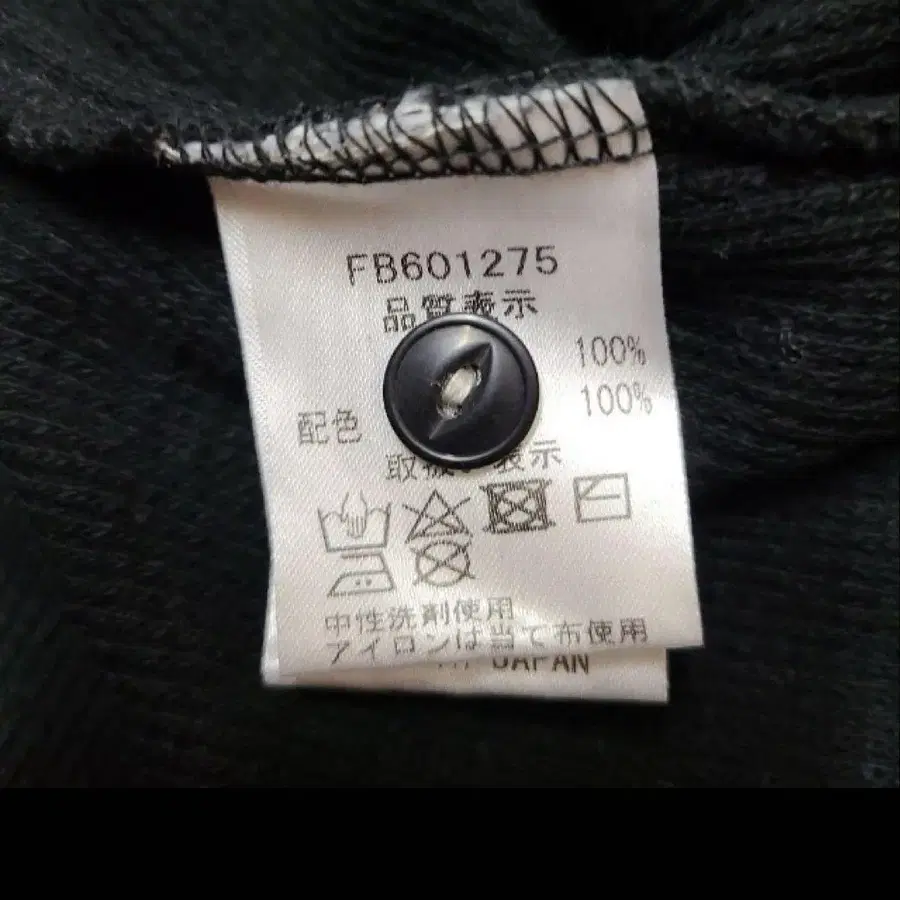 FB601275
品質表示
100%
配色 100%
取扱い表示
中性洗剤使用
アイロンは当て布使用
JAPAN